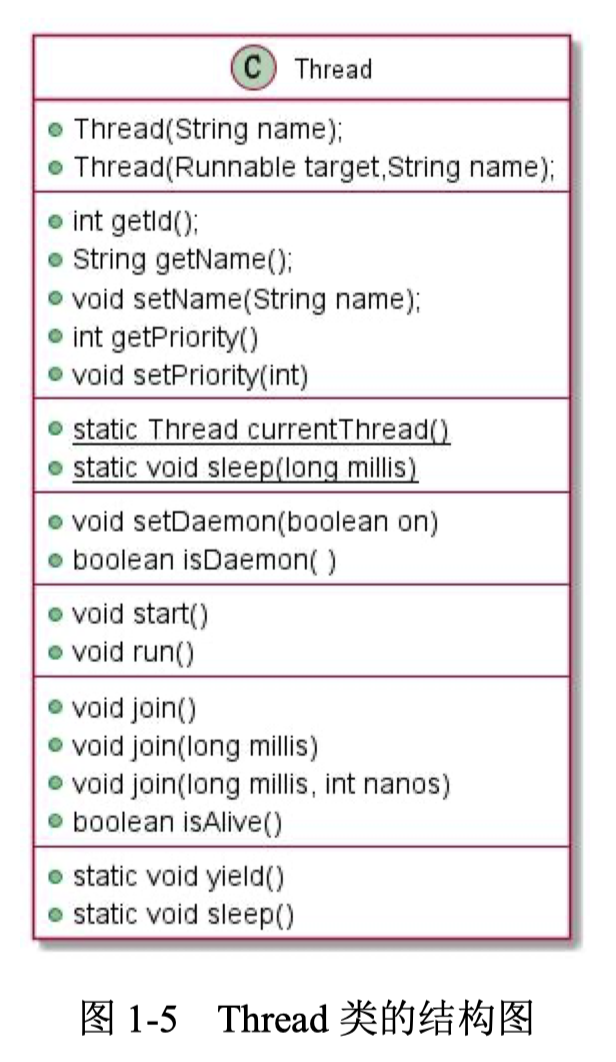 C Thread
Thread(String name);
Thread(Runnable target,String name);
int getId();
String getName();
void setName(String name);
int getPriority()
void setPriority(int)
static Thread currentThread()
static void sleep(long millis)
void setDaemon(boolean on)
boolean isDaemon( )
void start()
void run()
void join()
void join(long millis)
void join(long millis, int nanos)
boolean isAlive()
static void yield()
static void sleep()
图 1-5 Thread 类的结构图